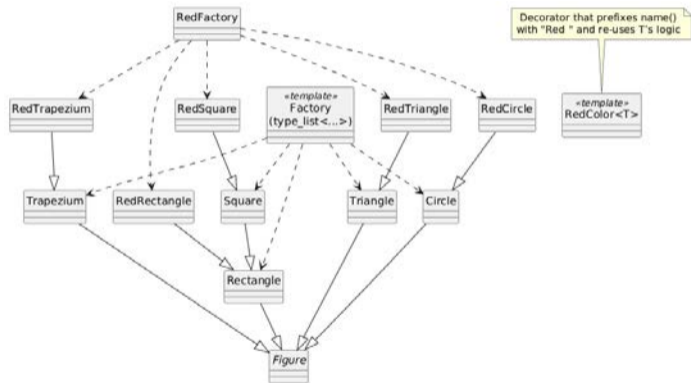 RedFactory
Decorator that prefixes name()
with "Red " and re-uses T's logic
RedTrapezium
RedSquare
«template»
Factory
(type_list<...>)
RedTriangle
RedCircle
«template»
RedColor<T>
Trapezium
RedRectangle
Square
Triangle
Circle
Rectangle
Figure